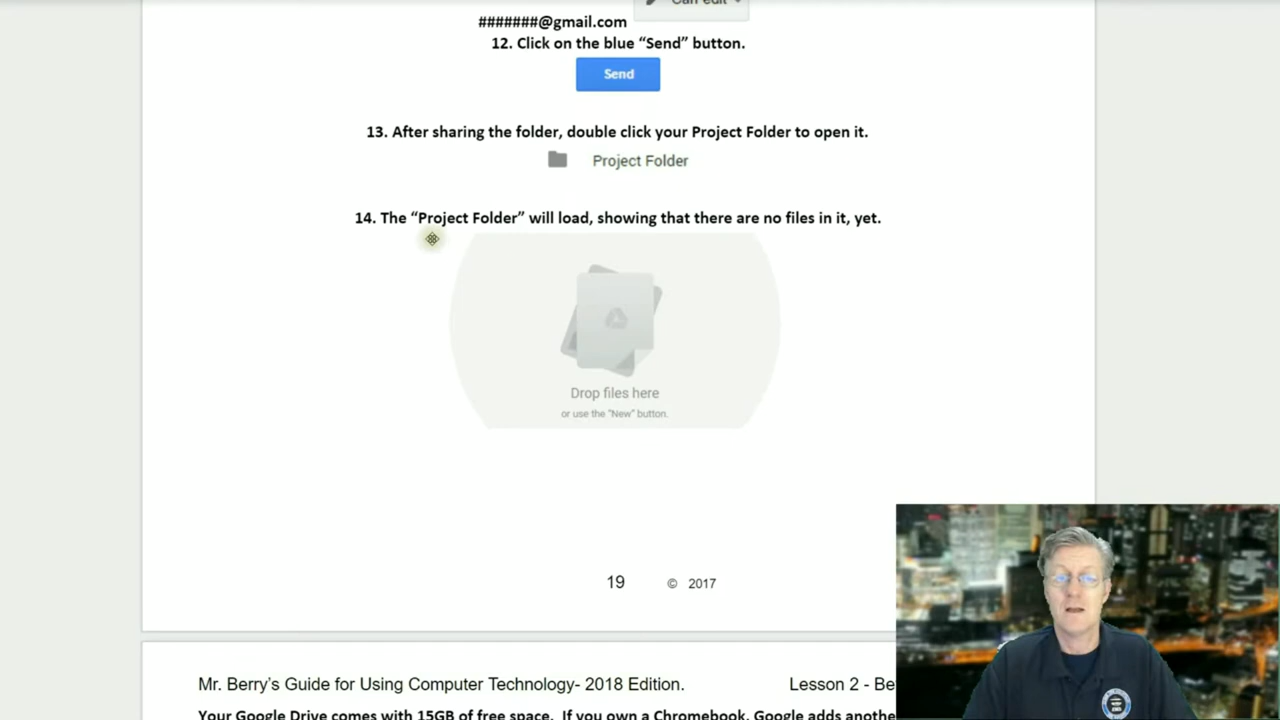 Can edit
#######@gmail.com
12. Click on the blue “Send” button.
Send
13. After sharing the folder, double click your Project Folder to open it.
Project Folder
14. The “Project Folder” will load, showing that there are no files in it, yet.
Drop files here
or use the "New" button.
19 © 2017
Mr. Berry’s Guide for Using Computer Technology- 2018 Edition. Lesson 2 - Be
Your Google Drive comes with 15GB of free space. If you own a Chromebook, Google adds anothe